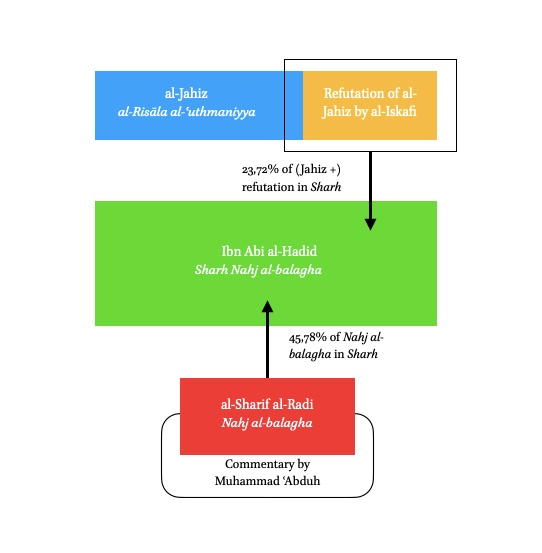 al-Jahiz
al-Risāla al-ʿuthmaniyya
Refutation of al-
Jahiz by al-Iskafi
23,72% of (Jahiz +)
refutation in Sharh
Ibn Abi al-Hadid
Sharh Nahj al-balagha
45,78% of Nahj al-
balagha in Sharh
al-Sharif al-Radi
Nahj al-balagha
Commentary by
Muhammad ʿAbduh